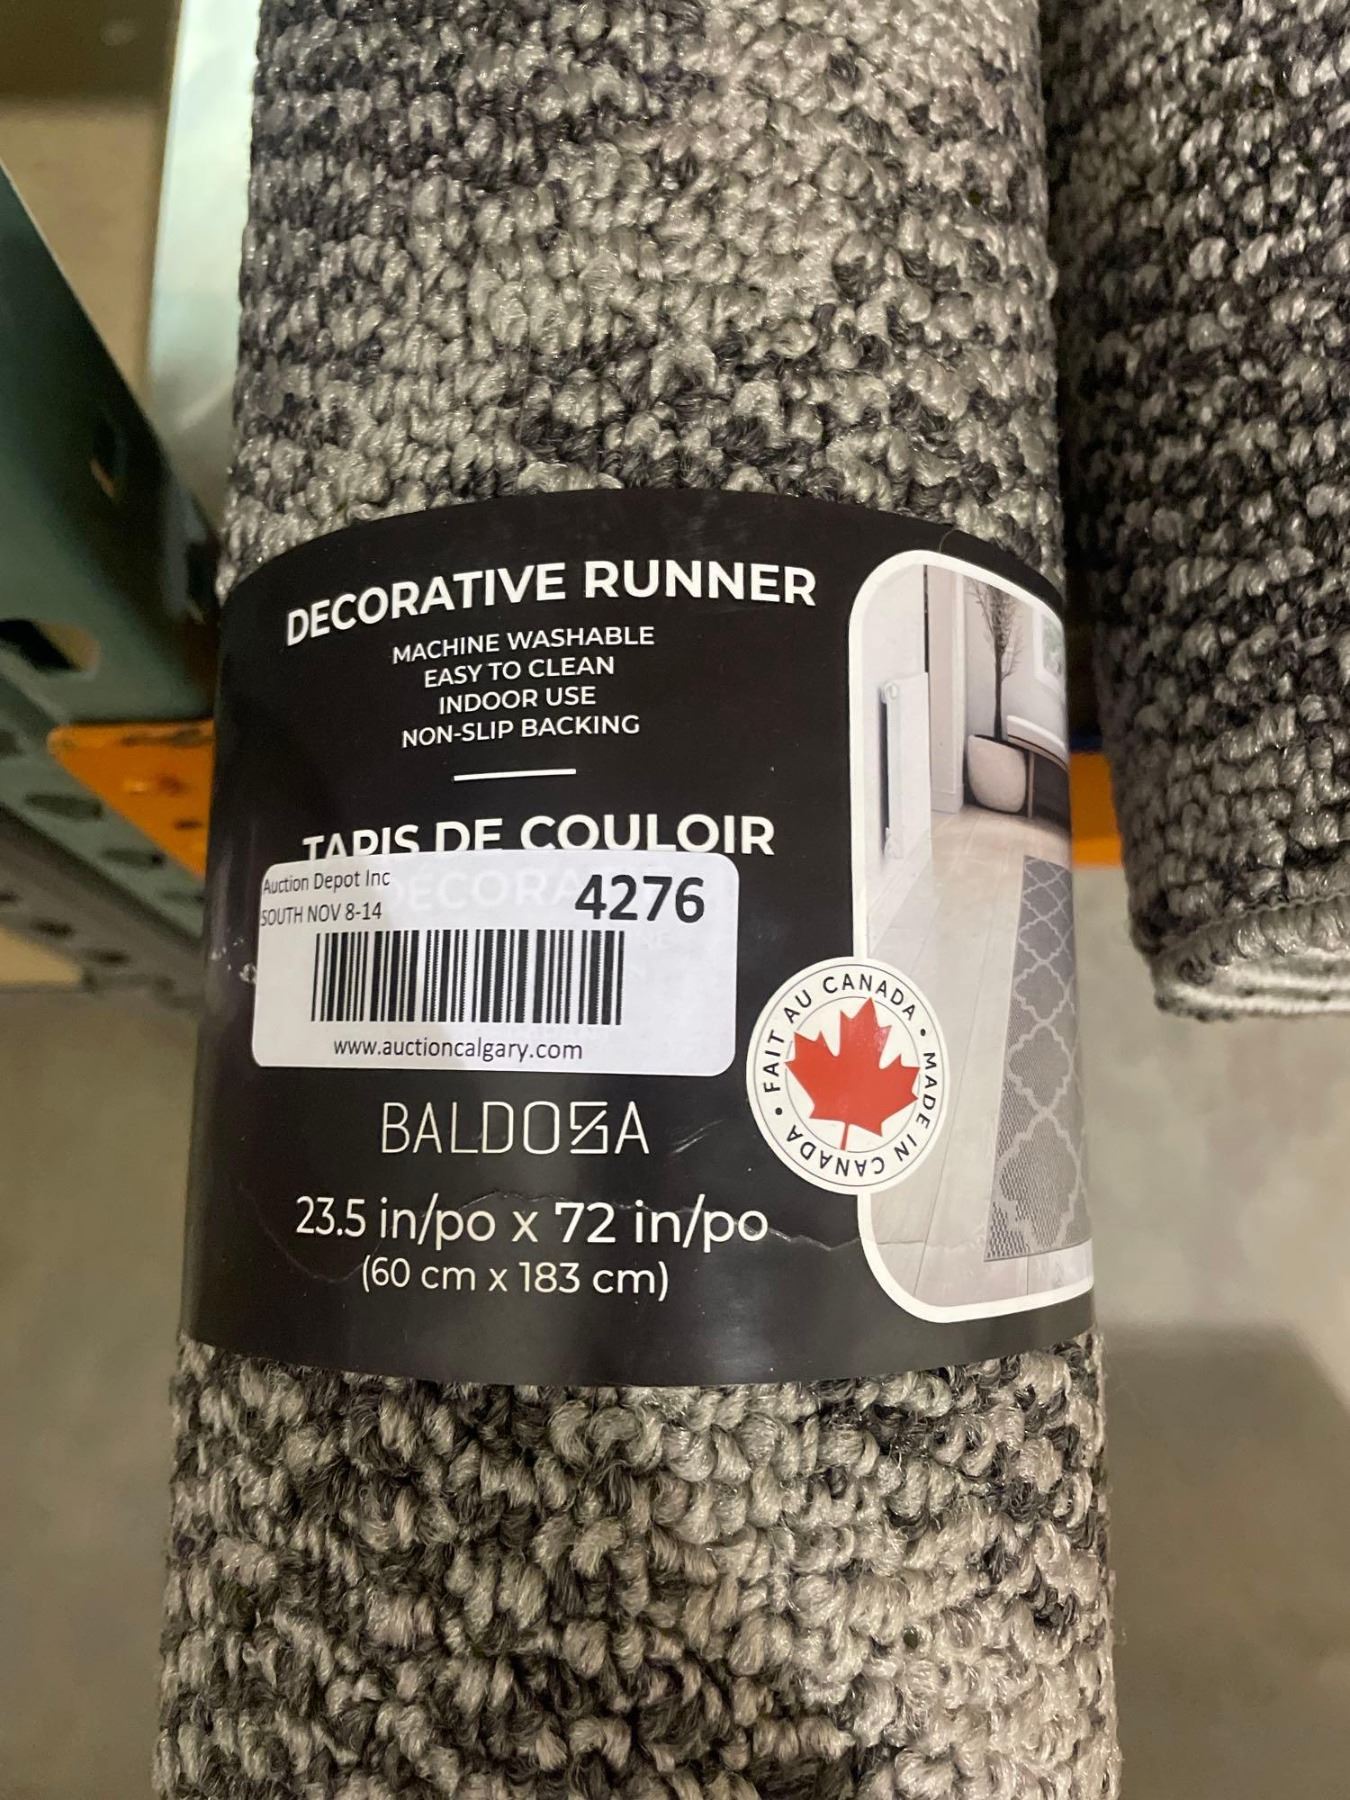 DECORATIVE RUNNER
MACHINE WASHABLE
EASY TO CLEAN
INDOOR USE
NON-SLIP BACKING
TAPIS DE COULOIR
Auction Depot Inc
SOUTH NOV 8-14
4276
www.auctioncalgary.com
BALDOSA
23.5 in/po x 72 in/po
(60 cm x 183 cm)
FAIT AU CANADA • MADE IN CANADA •